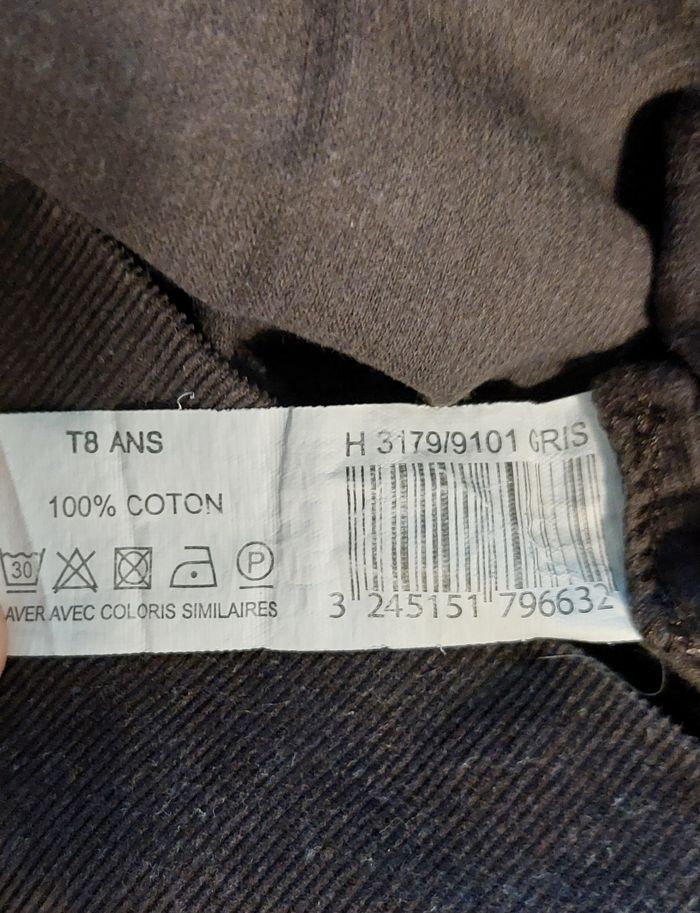 T8 ANS
100% COTON
30
P
AVER AVEC COLORIS SIMILAIRES
H 3179/9101 GRIS
3 245151 796632